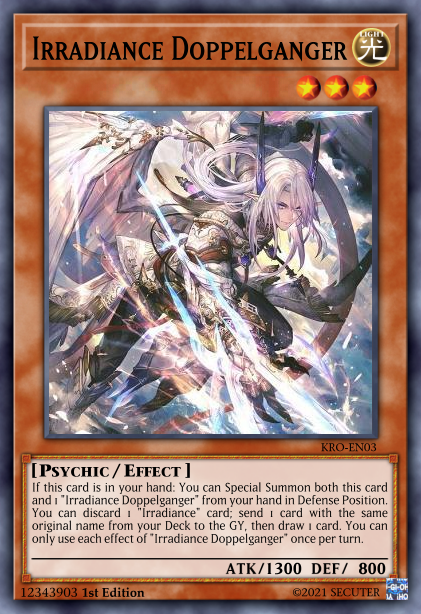 IRRADIANCE DOPPELGANGER
LIGHT
光
KRO-EN03
[PSYCHIC/EFFECT]
If this card is in your hand: You can Special Summon both this card
and 1 "Irradiance Doppelganger" from your hand in Defense Position.
You can discard 1 "Irradiance" card; send 1 card with the same
original name from your Deck to the GY, then draw 1 card. You can
only use each effect of "Irradiance Doppelganger" once per turn.
ATK/1300 DEF/ 800
12343903 1st Edition
©2021 SECUTER